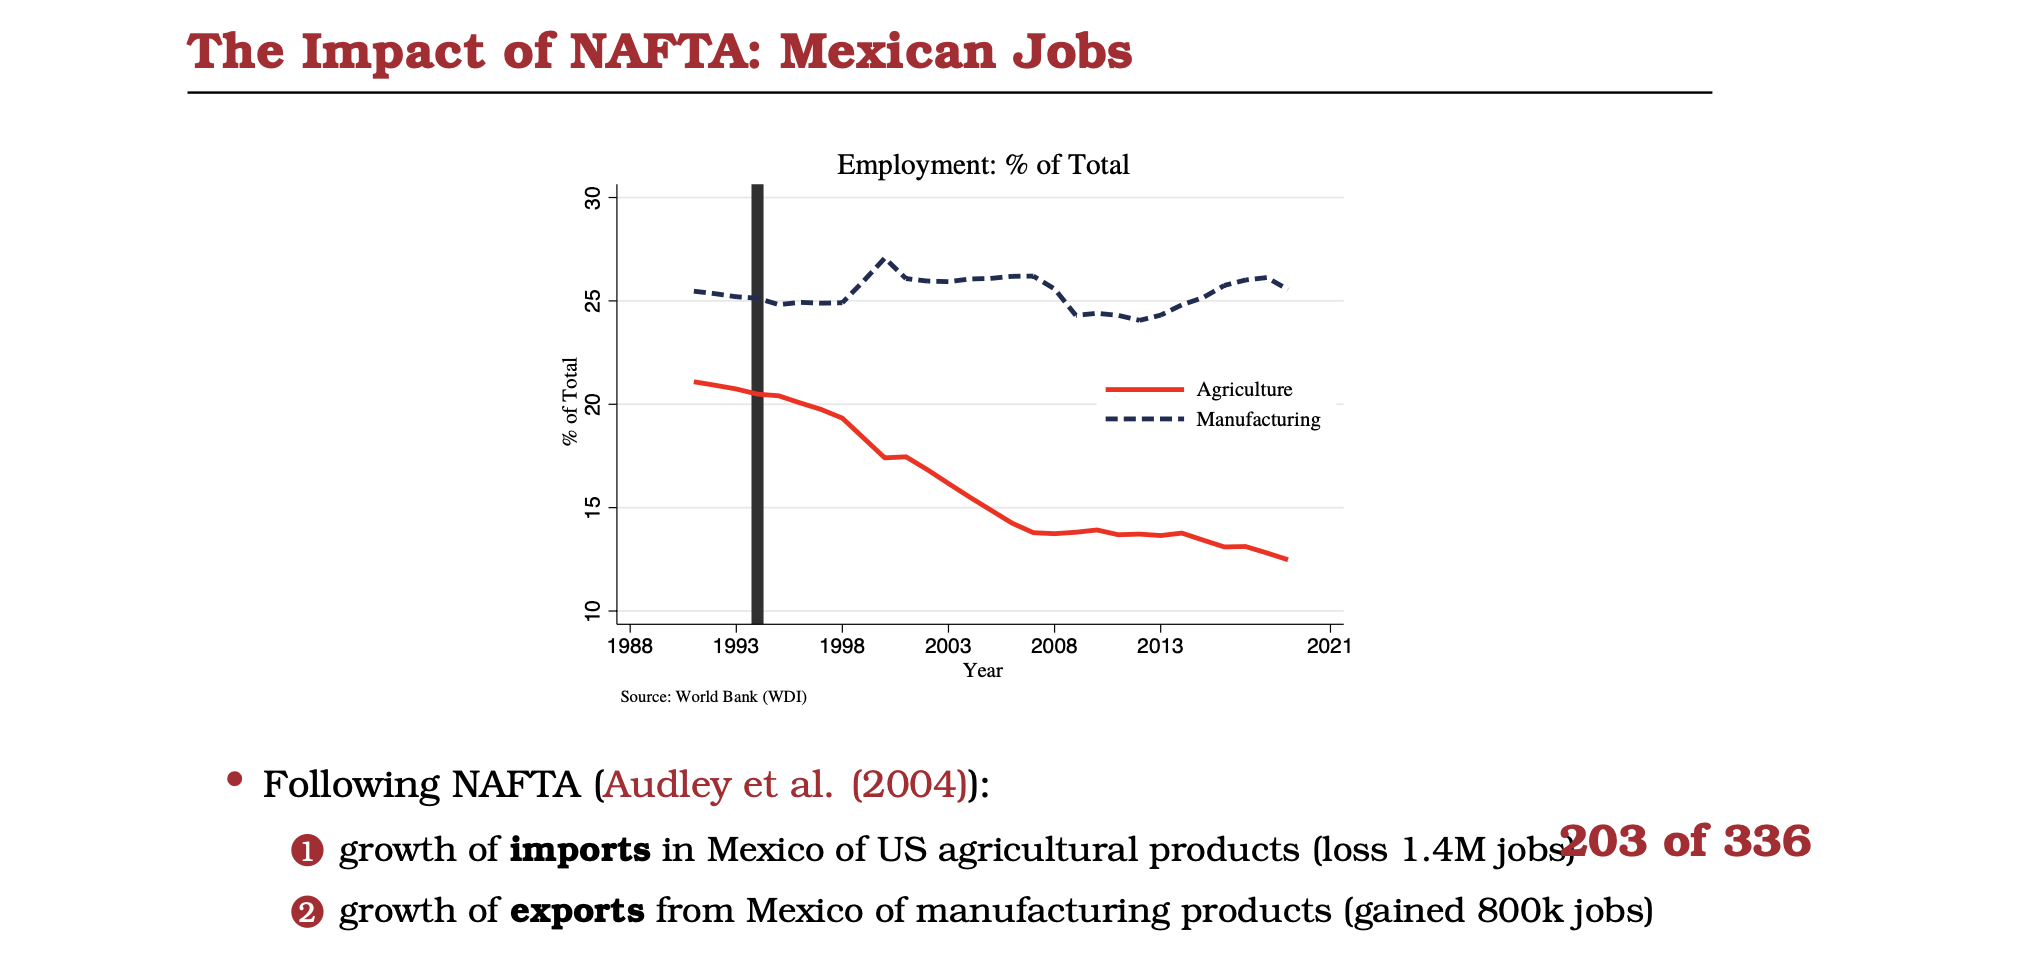 The Impact of NAFTA: Mexican Jobs
Employment: % of Total
30
25
20
15
10
% of Total
Agriculture
Manufacturing
1988 1993 1998 2003 2008 2013 2021
Year
Source: World Bank (WDI)
• Following NAFTA (Audley et al. (2004)):
1 growth of imports in Mexico of US agricultural products (loss 1.4M jobs)
203 of 336
2 growth of exports from Mexico of manufacturing products (gained 800k jobs)